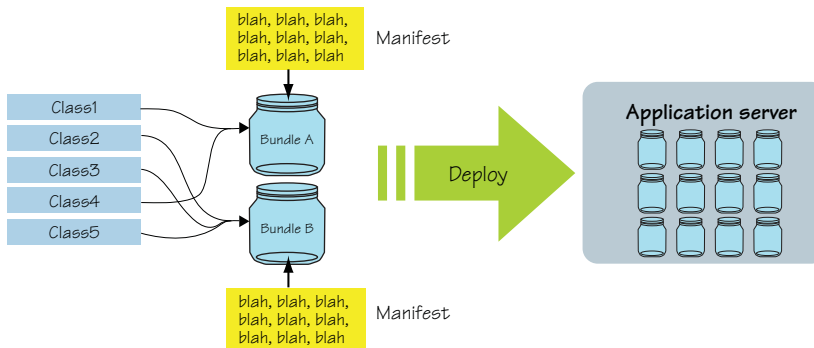 blah, blah, blah,
blah, blah, blah,
blah, blah, blah
Manifest
Class1
Class2
Class3
Class4
Class5
Bundle A
Bundle B
Deploy
Application server
blah, blah, blah,
blah, blah, blah,
blah, blah, blah
Manifest